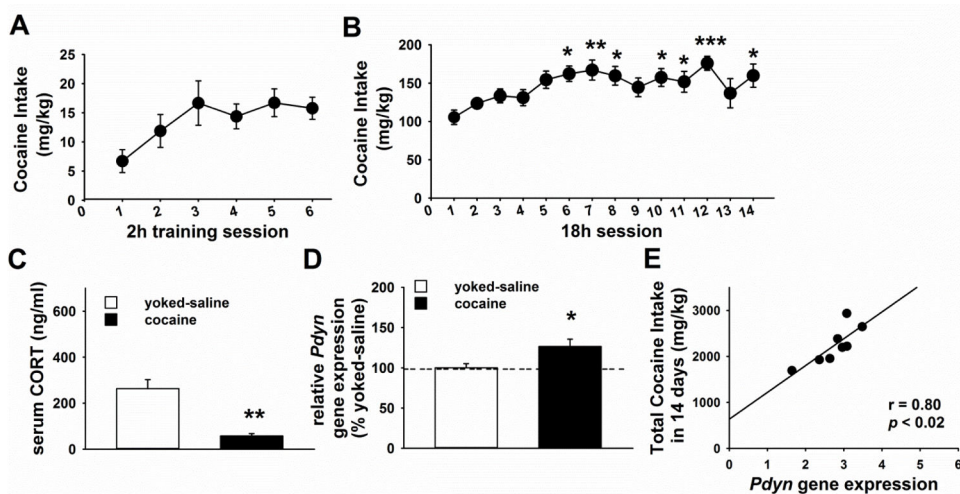 A
Cocaine Intake
(mg/kg)
25
20
15
10
5
0
0 1 2 3 4 5 6
2h training session
B
Cocaine Intake
(mg/kg)
200
150
100
50
0
* ** * * * *** *
0 1 2 3 4 5 6 7 8 9 10 11 12 13 14
18h session
C
serum CORT (ng/ml)
600
400
200
0
yoked-saline
cocaine
**
D
relative Pdyn
gene expression
(% yoked-saline)
200
150
100
50
0
yoked-saline
cocaine
*
E
Total Cocaine Intake
in 14 days (mg/kg)
3000
2000
1000
0
r = 0.80
p < 0.02
0 1 2 3 4 5 6
Pdyn gene expression